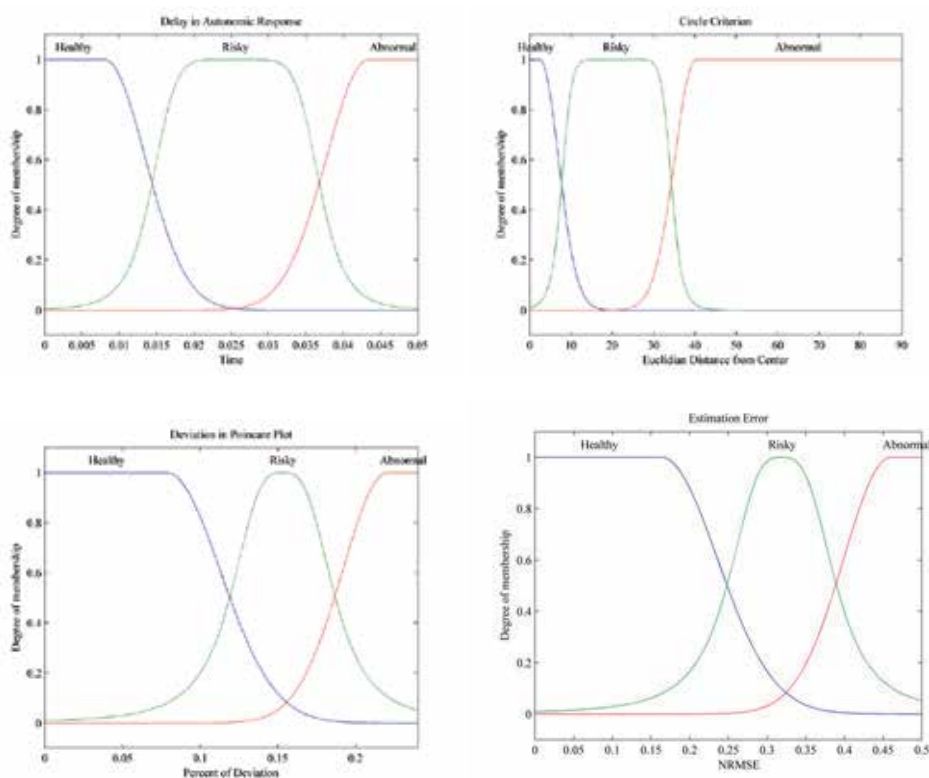 Delay in Autonomic Response
Healthy Risky Abnormal
Degree of membership
1
0.8
0.6
0.4
0.2
0
0 0.005 0.01 0.015 0.02 0.025 0.03 0.035 0.04 0.045 0.05
Time
Circle Criterion
Healthy Risky Abnormal
Degree of membership
1
0.8
0.6
0.4
0.2
0
0 10 20 30 40 50 60 70 80 90
Euclidian Distance from Center
Deviation in Poincare Plot
Healthy Risky Abnormal
Degree of membership
1
0.8
0.6
0.4
0.2
0
0 0.05 0.1 0.15 0.2
Percent of Deviation
Estimation Error
Healthy Risky Abnormal
Degree of membership
1
0.8
0.6
0.4
0.2
0
0 0.05 0.1 0.15 0.2 0.25 0.3 0.35 0.4 0.45 0.5
NRMSE